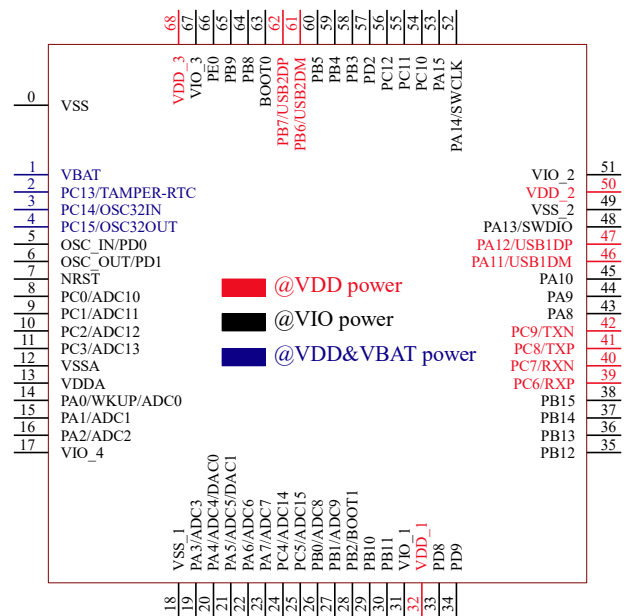 68 67 66 65 64 63 62 61 60 59 58 57 56 55 54 53 52
VDD_3
VIO_3
PE0
PB9
PB8
BOOT0
PB7/USB2DP
PB6/USB2DM
PB5
PB4
PB3
PD2
PC12
PC11
PC10
PA15
PA14/SWCLK
0 VSS
1 VBAT
2 PC13/TAMPER-RTC
3 PC14/OSC32IN
4 PC15/OSC32OUT
5 OSC_IN/PD0
6 OSC_OUT/PD1
7 NRST
8 PC0/ADC10
9 PC1/ADC11
10 PC2/ADC12
11 PC3/ADC13
12 VSSA
13 VDDA
14 PA0/WKUP/ADC0
15 PA1/ADC1
16 PA2/ADC2
17 VIO_4
@VDD power
@VIO power
@VDD&VBAT power
VIO_2 51
VDD_2 50
VSS_2 49
PA13/SWDIO 48
PA12/USB1DP 47
PA11/USB1DM 46
PA10 45
PA9 44
PA8 43
PC9/TXN 42
PC8/TXP 41
PC7/RXN 40
PC6/RXP 39
PB15 38
PB14 37
PB13 36
PB12 35
VSS_1
PA3/ADC3
PA4/ADC4/DAC0
PA5/ADC5/DAC1
PA6/ADC6
PA7/ADC7
PC4/ADC14
PC5/ADC15
PB0/ADC8
PB1/ADC9
PB2/BOOT1
PB10
PB11
VIO_1
VDD_1
PD8
PD9
18 19 20 21 22 23 24 25 26 27 28 29 30 31 32 33 34